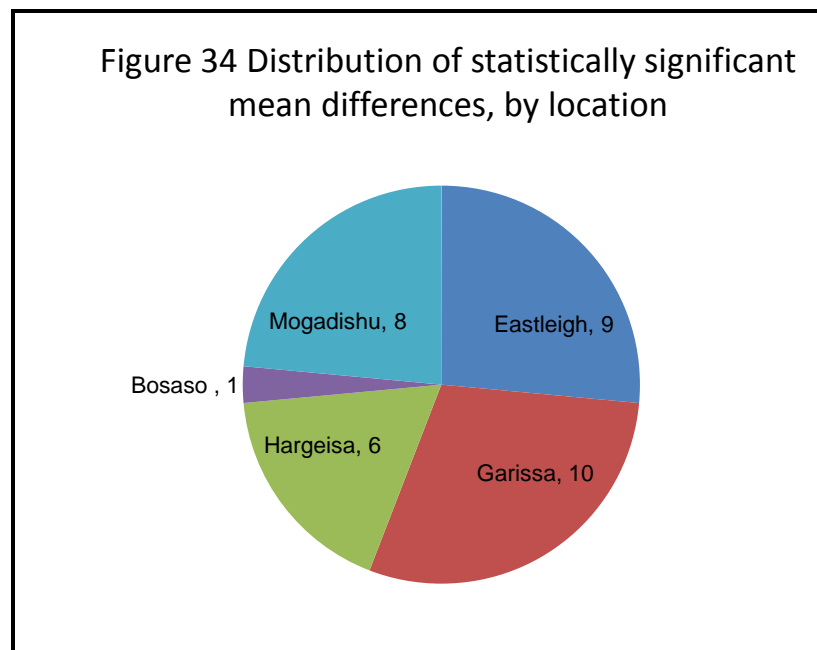 Figure 34 Distribution of statistically significant
mean differences, by location
Mogadishu, 8
Eastleigh, 9
Bosaso , 1
Hargeisa, 6
Garissa, 10